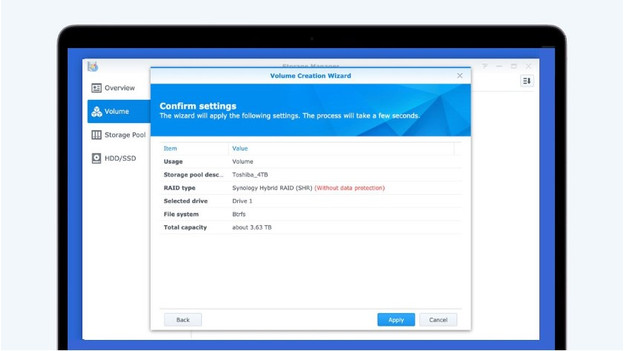 Storage Manager
Volume Creation Wizard
Overview
Volume
Storage Pool
HDD/SSD
Confirm settings
The wizard will apply the following settings. The process will take a few seconds.
Item Value
Usage Volume
Storage pool desc... Toshiba_4TB
RAID type Synology Hybrid RAID (SHR) (Without data protection)
Selected drive Drive 1
File system Btrfs
Total capacity about 3.63 TB
Back Apply Cancel